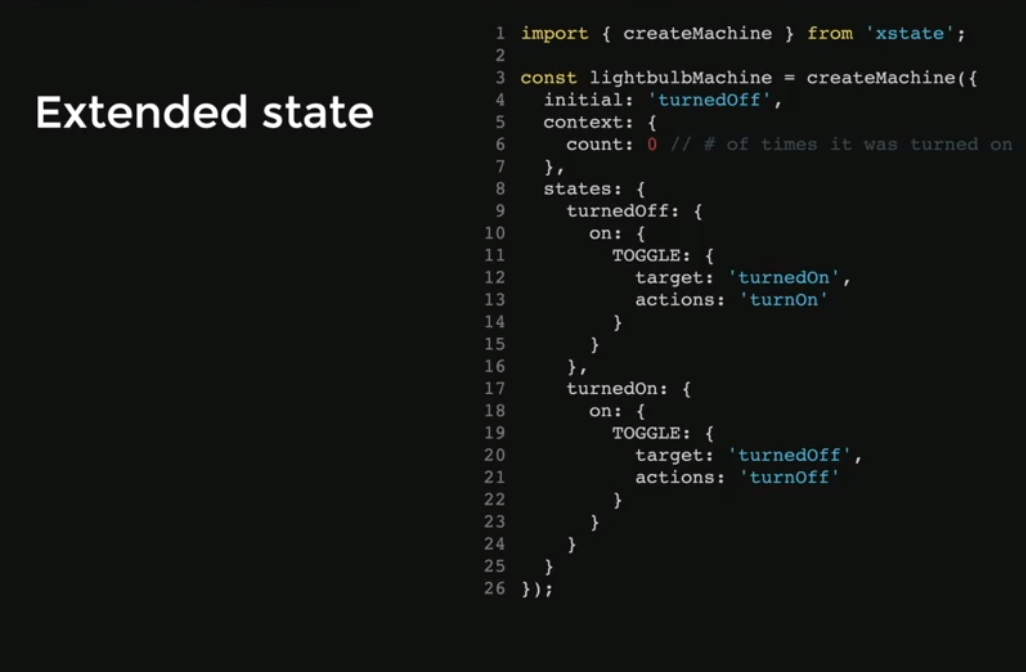 Extended state
1 import { createMachine } from 'xstate';
2
3 const lightbulbMachine = createMachine({
4   initial: 'turnedOff',
5   context: {
6     count: 0 // # of times it was turned on
7   },
8   states: {
9     turnedOff: {
10       on: {
11         TOGGLE: {
12           target: 'turnedOn',
13           actions: 'turnOn'
14         }
15       }
16     },
17     turnedOn: {
18       on: {
19         TOGGLE: {
20           target: 'turnedOff',
21           actions: 'turnOff'
22         }
23       }
24     }
25   }
26 });